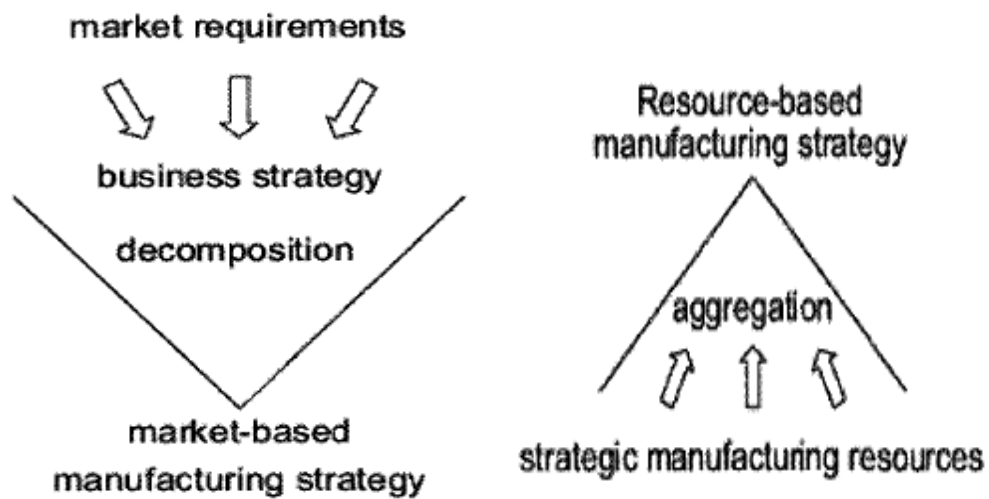 market requirements
business strategy
decomposition
market-based
manufacturing strategy
Resource-based
manufacturing strategy
aggregation
strategic manufacturing resources